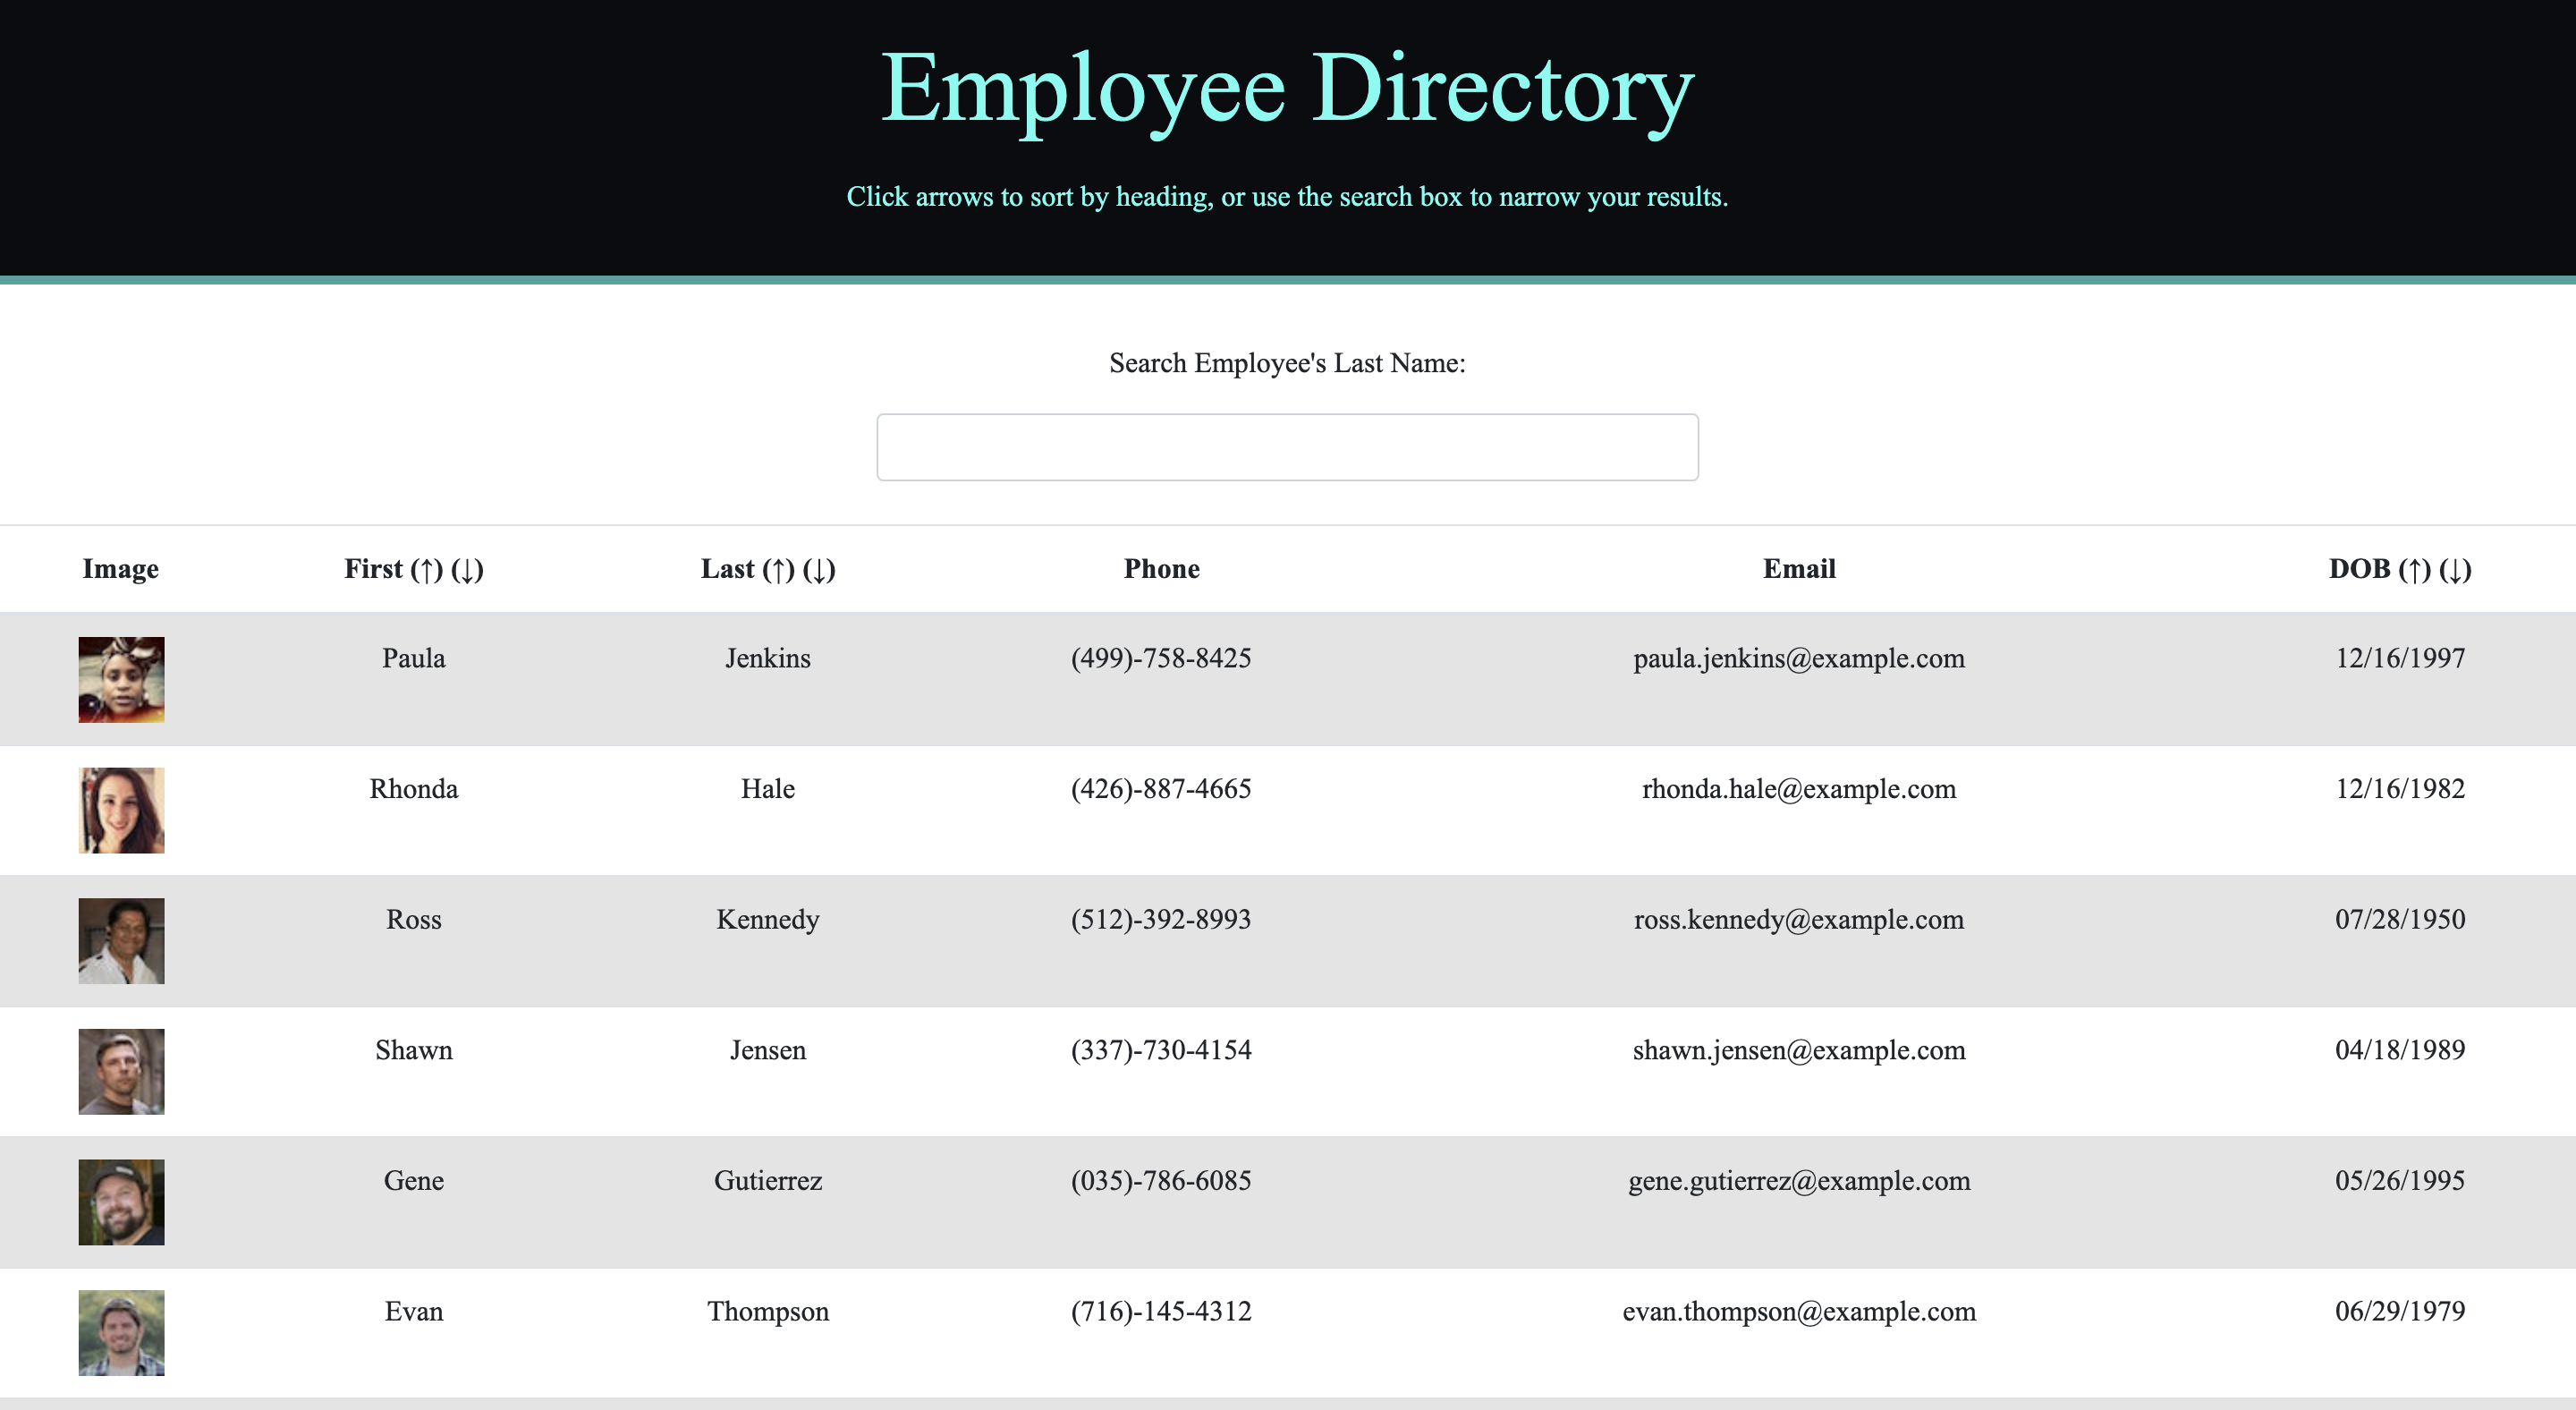 Employee Directory
Click arrows to sort by heading, or use the search box to narrow your results.
Search Employee's Last Name:
Image First (↑) (↓) Last (↑) (↓) Phone Email DOB (↑) (↓)
Paula Jenkins (499)-758-8425 paula.jenkins@example.com 12/16/1997
Rhonda Hale (426)-887-4665 rhonda.hale@example.com 12/16/1982
Ross Kennedy (512)-392-8993 ross.kennedy@example.com 07/28/1950
Shawn Jensen (337)-730-4154 shawn.jensen@example.com 04/18/1989
Gene Gutierrez (035)-786-6085 gene.gutierrez@example.com 05/26/1995
Evan Thompson (716)-145-4312 evan.thompson@example.com 06/29/1979